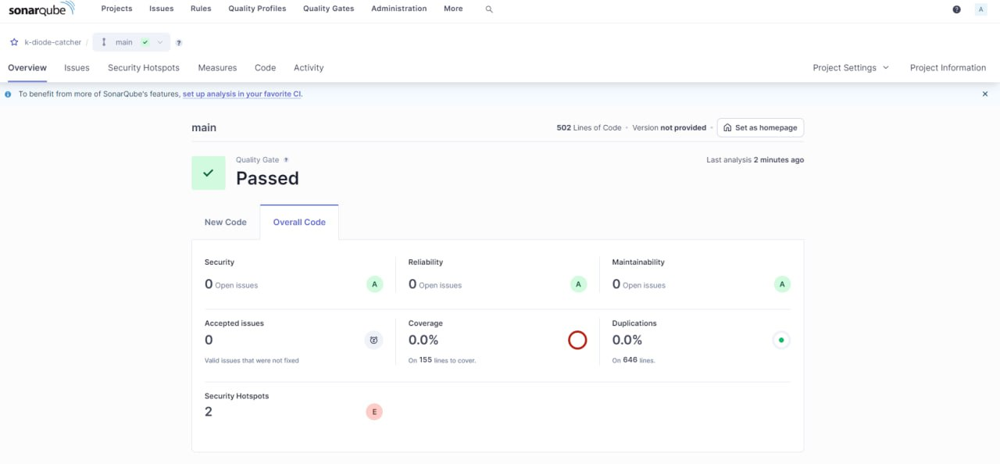 sonarqube Projects Issues Rules Quality Profiles Quality Gates Administration More ? A
k-diode-catcher / main ?
Overview Issues Security Hotspots Measures Code Activity Project Settings Project Information
To benefit from more of SonarQube's features, set up analysis in your favorite CI.
main 502 Lines of Code • Version not provided • Set as homepage
Quality Gate ? Last analysis 2 minutes ago
Passed
New Code Overall Code
Security Reliability Maintainability
0 Open issues A 0 Open issues A 0 Open issues A
Accepted issues Coverage Duplications
0 0.0% 0.0%
Valid issues that were not fixed On 155 lines to cover. On 646 lines.
Security Hotspots
2 E